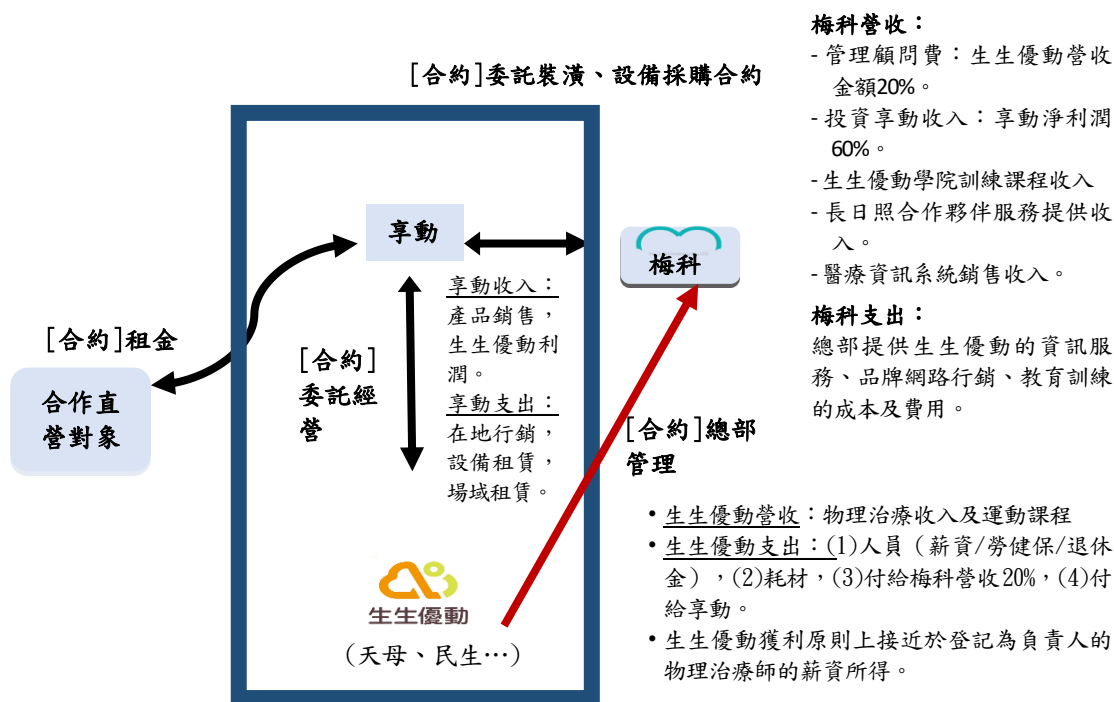 梅科營收：
- 管理顧問費：生生優動營收
金額20%。
- 投資享動收入：享動淨利潤
60%。
- 生生優動學院訓練課程收入
- 長日照合作夥伴服務提供收
入。
- 醫療資訊系統銷售收入。
梅科支出：
總部提供生生優動的資訊服
務、品牌網路行銷、教育訓練
的成本及費用。
[合約]委託裝潢、設備採購合約
享動
梅科
享動收入：
產品銷售，
生生優動利
潤。
享動支出：
在地行銷，
設備租賃，
場域租賃。
[合約]租金
合作直
營對象
[合約]
委託經
營
[合約]總部
管理
生生優動
（天母、民生…）
• 生生優動營收：物理治療收入及運動課程
• 生生優動支出：(1)人員（薪資/勞健保/退休
金），(2)耗材，(3)付給梅科營收20%，(4)付
給享動。
• 生生優動獲利原則上接近於登記為負責人的
物理治療師的薪資所得。